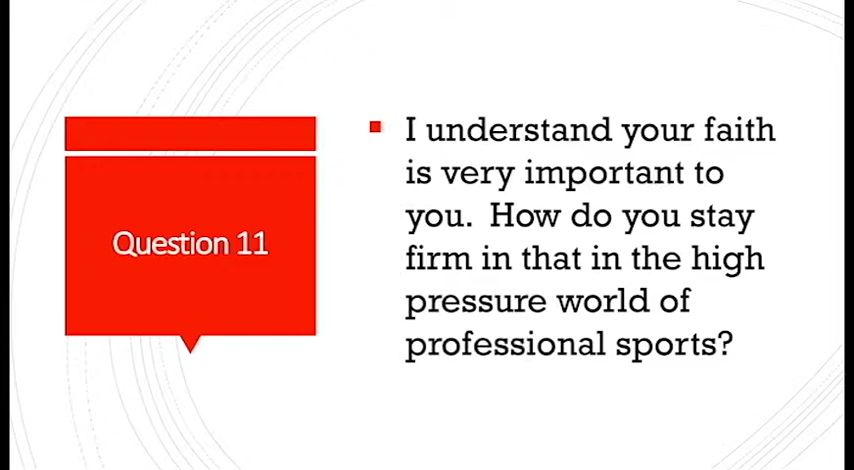 Question 11
I understand your faith
is very important to
you.  How do you stay
firm in that in the high
pressure world of
professional sports?